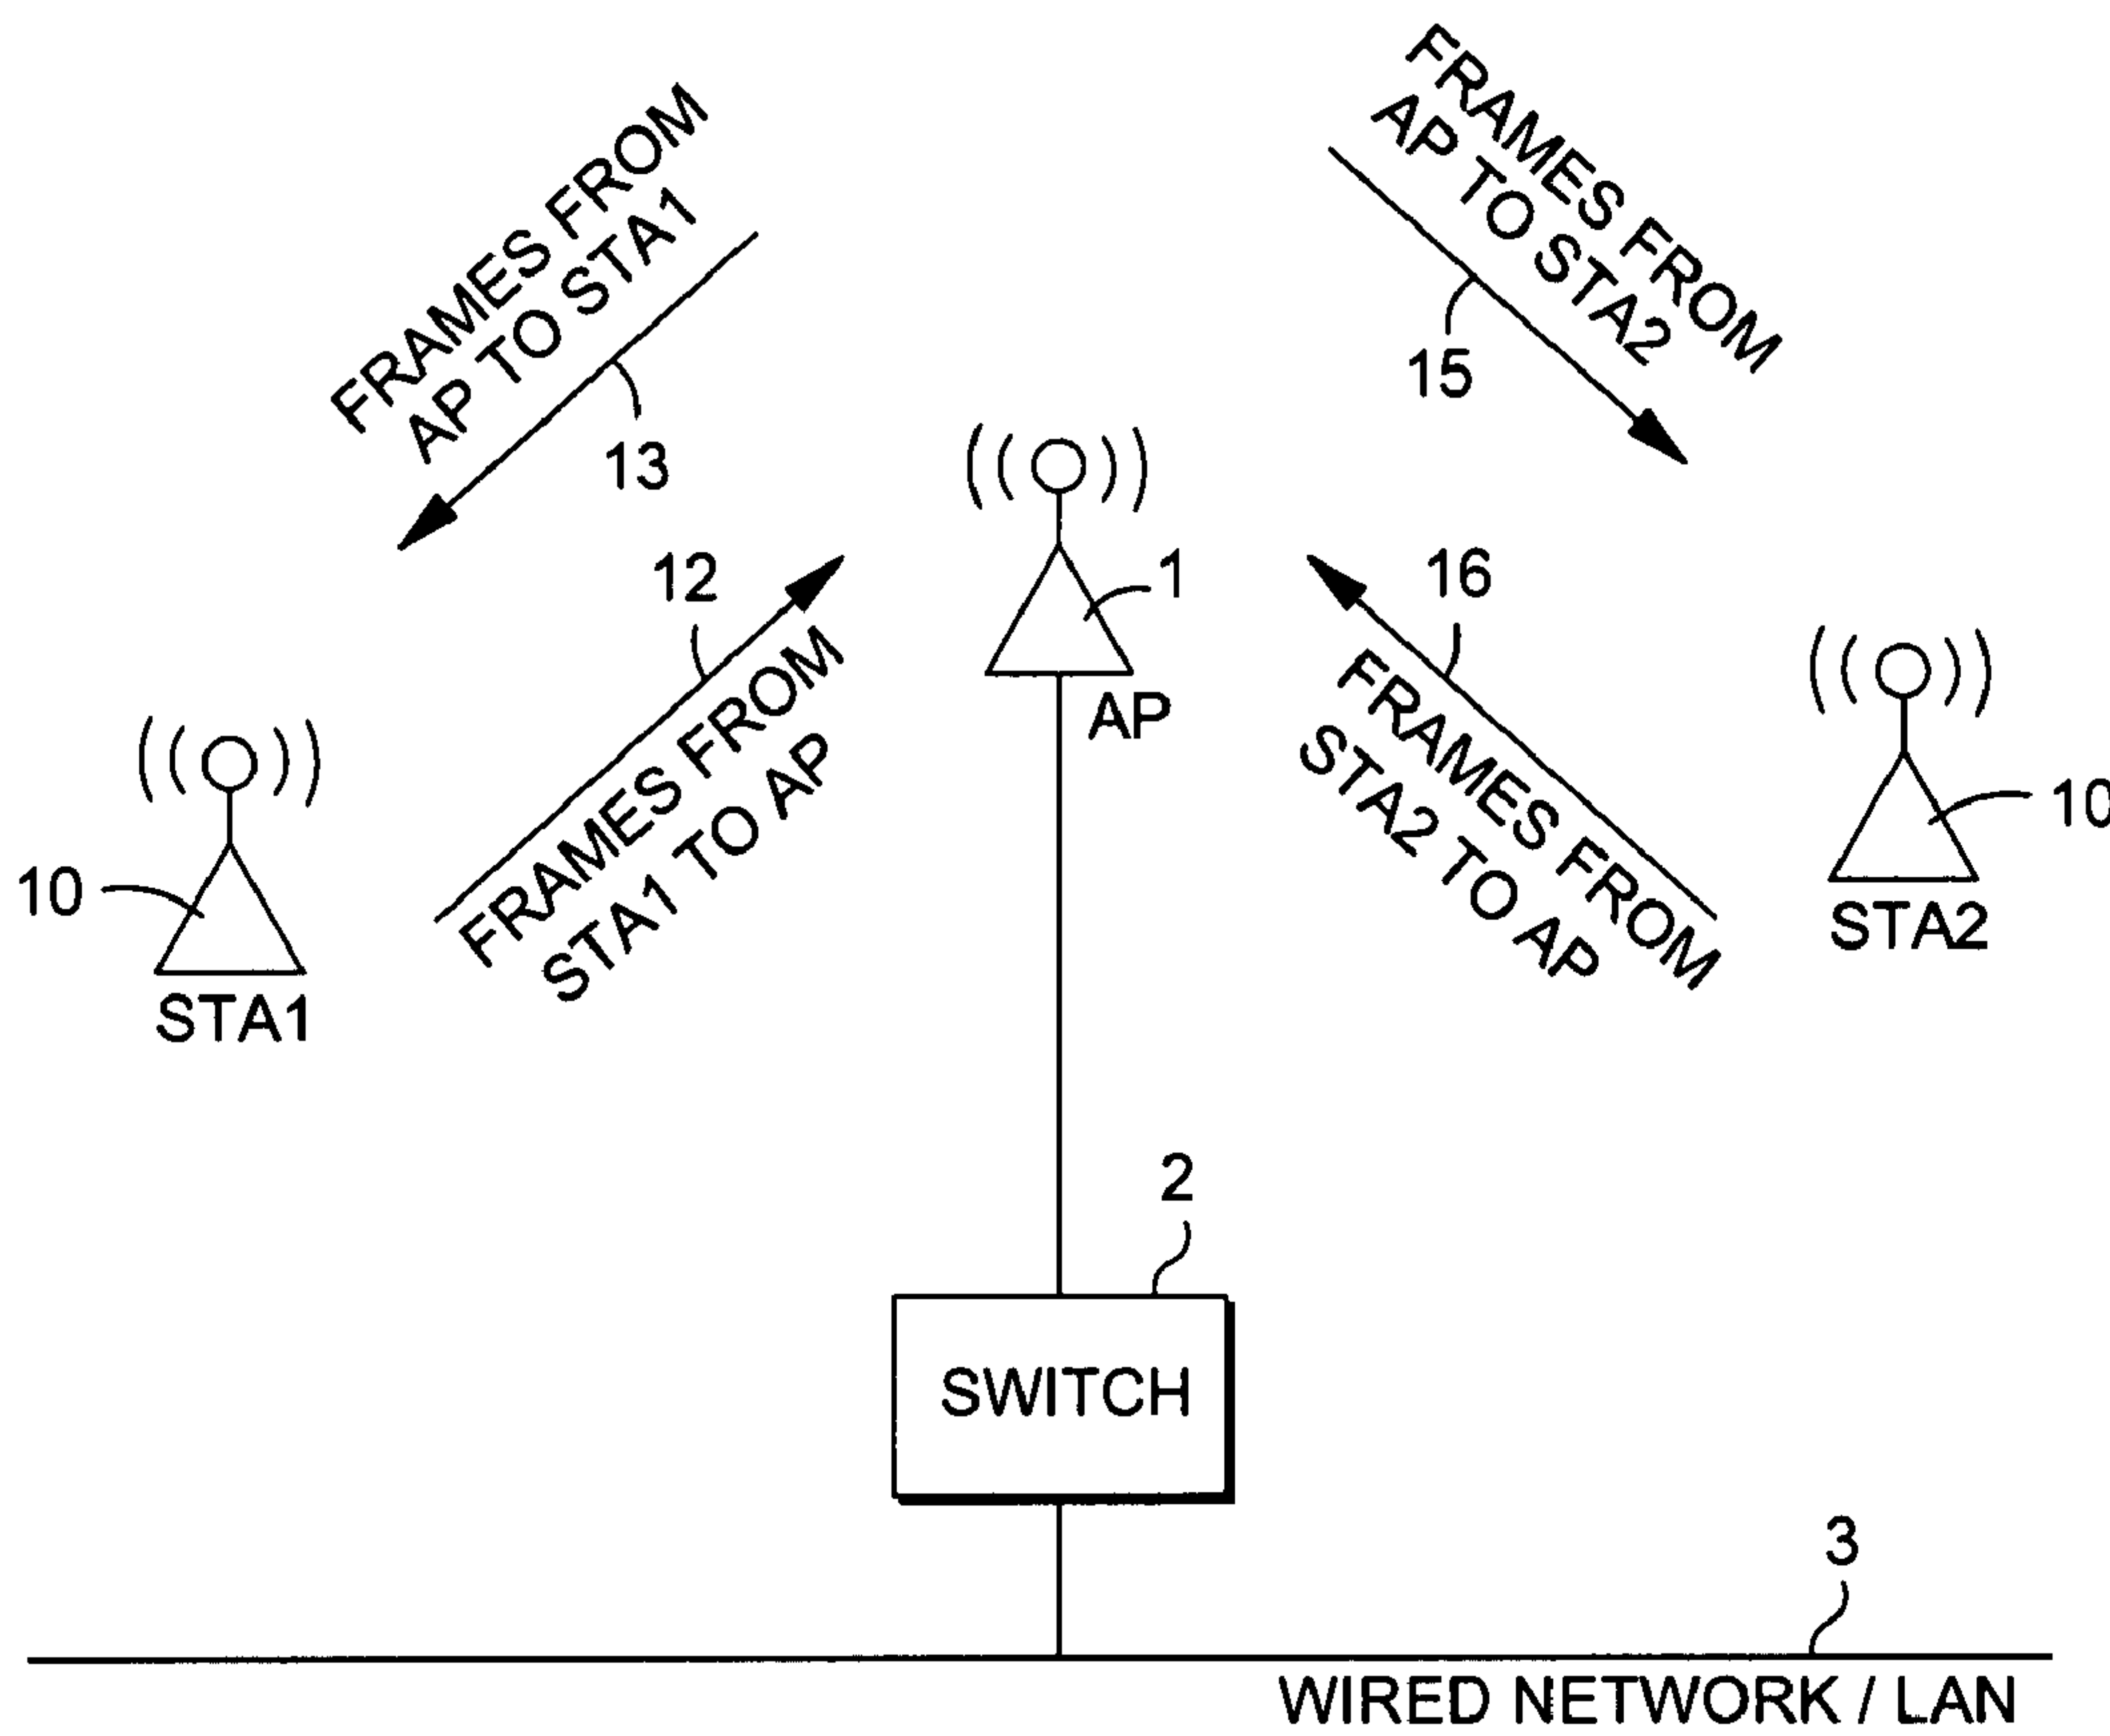 FRAMES FROM
AP TO STA1
13
FRAMES FROM
AP TO STA2
15
12
FRAMES FROM
STA1 TO AP
1
AP
16
FRAMES FROM
STA2 TO AP
10
STA1
10
STA2
2
SWITCH
3
WIRED NETWORK / LAN